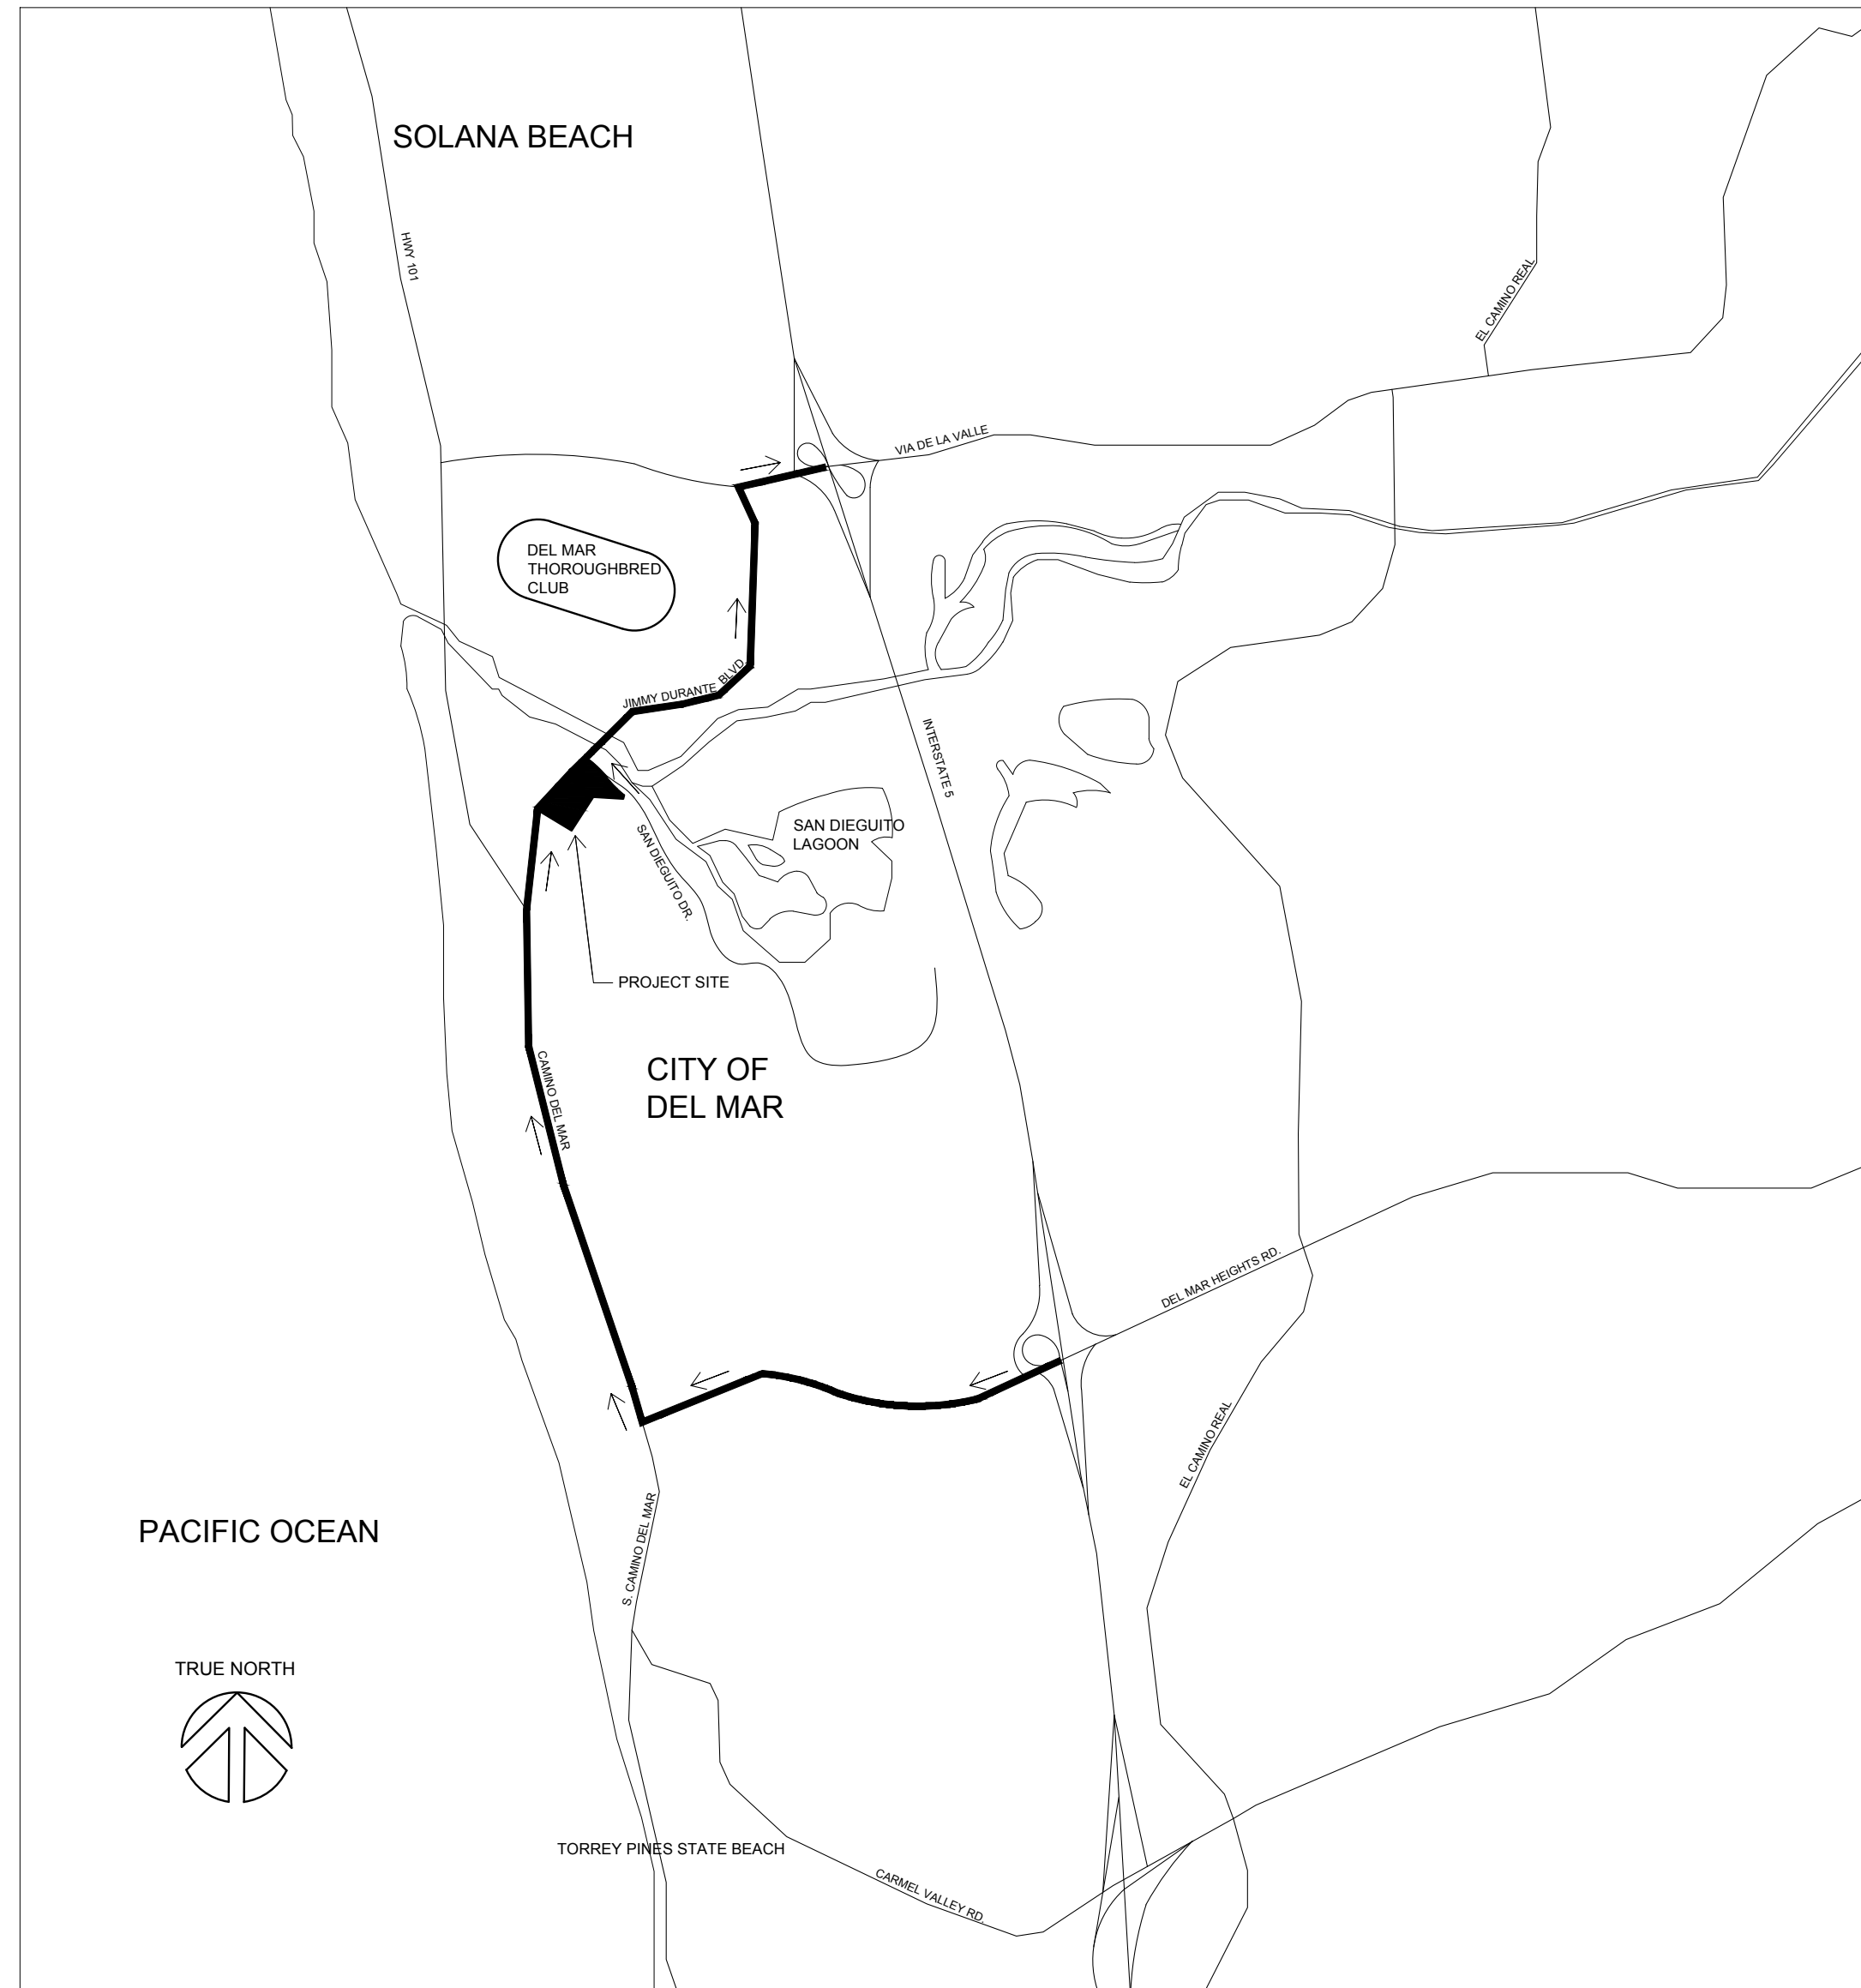 SOLANA BEACH
HWY 101
EL CAMINO REAL
VIA DE LA VALLE
DEL MAR
THOROUGHBRED
CLUB
JIMMY DURANTE BLVD.
INTERSTATE 5
SAN DIEGUITO
LAGOON
SAN DIEGUITO DR.
PROJECT SITE
CITY OF
DEL MAR
CAMINO DEL MAR
DEL MAR HEIGHTS RD.
EL CAMINO REAL
PACIFIC OCEAN
S. CAMINO DEL MAR
TRUE NORTH
TORREY PINES STATE BEACH
CARMEL VALLEY RD.